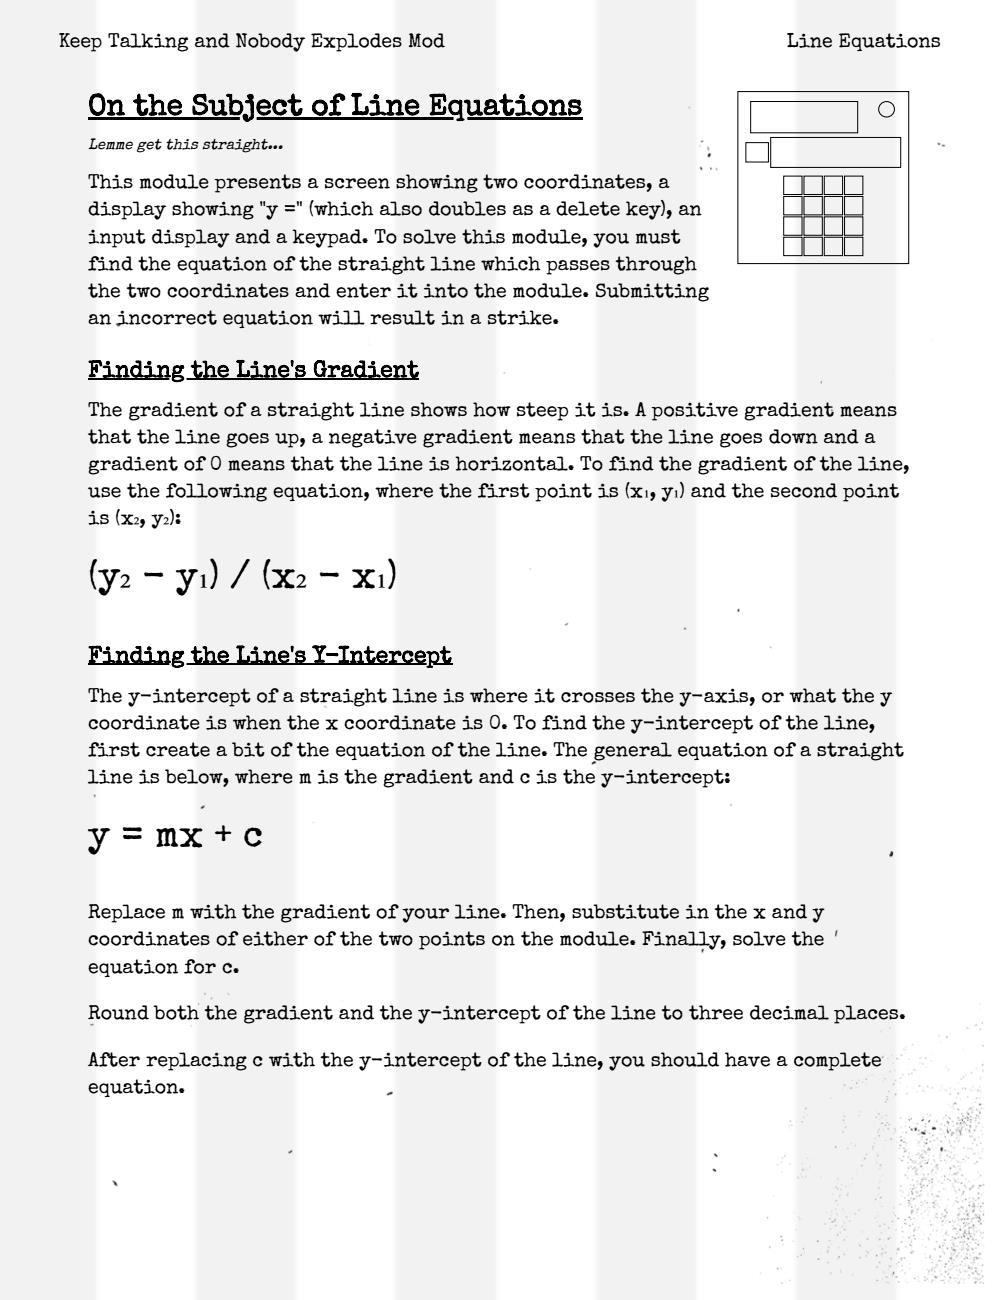 Keep Talking and Nobody Explodes Mod
Line Equations
On the Subject of Line Equations
Lemme get this straight...
This module presents a screen showing two coordinates, a
display showing "y =" (which also doubles as a delete key), an
input display and a keypad. To solve this module, you must
find the equation of the straight line which passes through
the two coordinates and enter it into the module. Submitting
an incorrect equation will result in a strike.
Finding the Line's Gradient
The gradient of a straight line shows how steep it is. A positive gradient means
that the line goes up, a negative gradient means that the line goes down and a
gradient of 0 means that the line is horizontal. To find the gradient of the line,
use the following equation, where the first point is (x₁, y₁) and the second point
is (x₂, y₂):
(y₂ - y₁) / (x₂ - x₁)
Finding the Line's Y-Intercept
The y-intercept of a straight line is where it crosses the y-axis, or what the y
coordinate is when the x coordinate is 0. To find the y-intercept of the line,
first create a bit of the equation of the line. The general equation of a straight
line is below, where m is the gradient and c is the y-intercept:
y = mx + c
Replace m with the gradient of your line. Then, substitute in the x and y
coordinates of either of the two points on the module. Finally, solve the
equation for c.
Round both the gradient and the y-intercept of the line to three decimal places.
After replacing c with the y-intercept of the line, you should have a complete
equation.